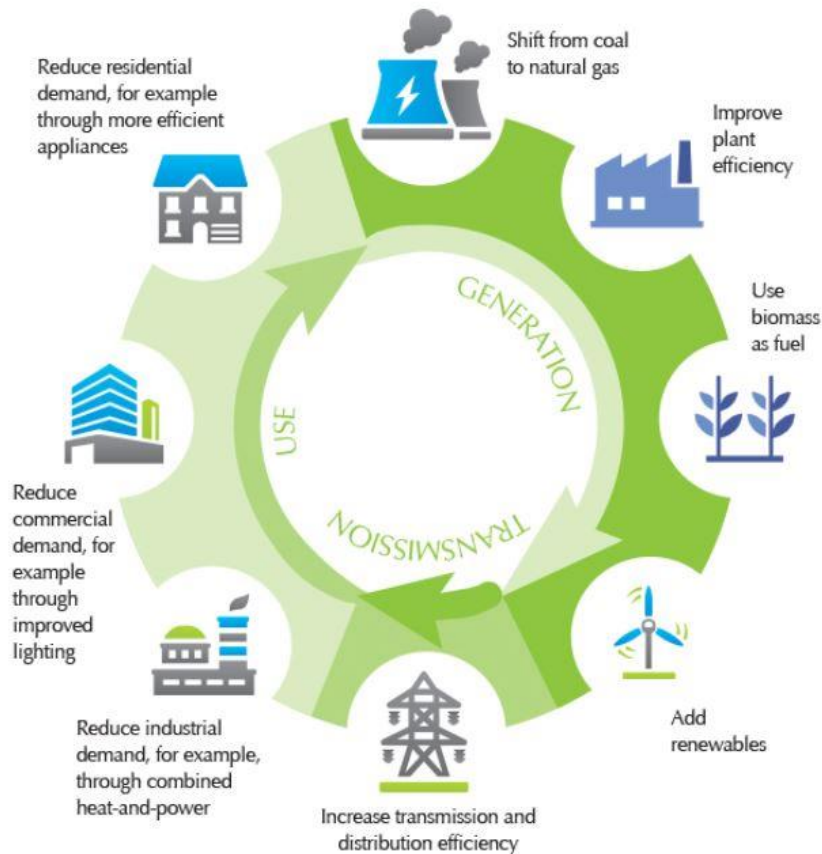 Shift from coal
to natural gas
Improve
plant
efficiency
Use
biomass
as fuel
Add
renewables
Increase transmission and
distribution efficiency
Reduce industrial
demand, for example,
through combined
heat-and-power
Reduce
commercial
demand, for
example
through
improved
lighting
Reduce residential
demand, for example
through more efficient
appliances
GENERATION
TRANSMISSION
USE